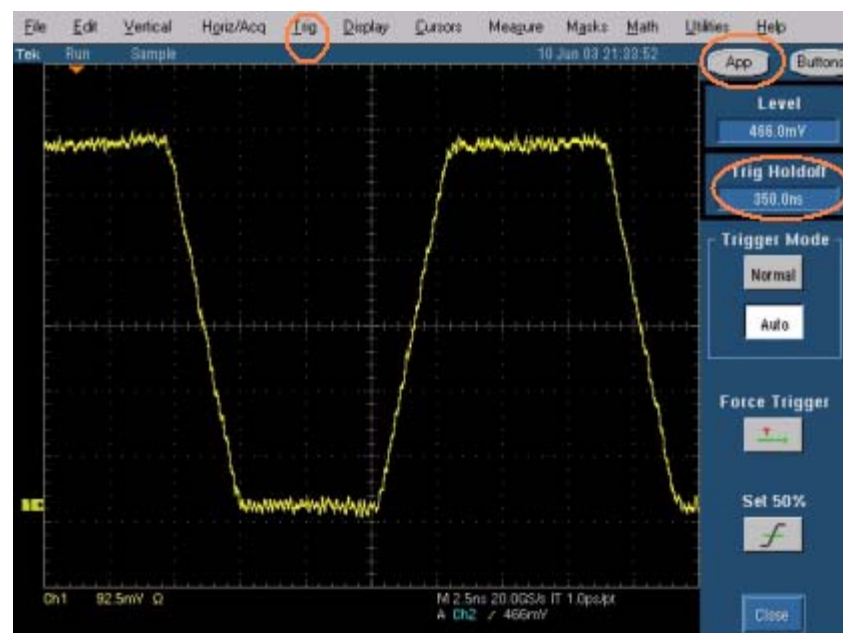 File Edit Vertical Horiz/Acq Trig Display Cursors Measure Masks Math Utilities Help
Tek Run Sample 10 Jun 03 21:33:52
App Buttons
Level
466.0mV
Trig Holdoff
350.0ns
Trigger Mode
Normal
Auto
Force Trigger
Set 50%
Close
Ch1 92.5mV Ω M 2.5ns 20.0GS/s IT 1.0ps/pt
A Ch2 / 466mV